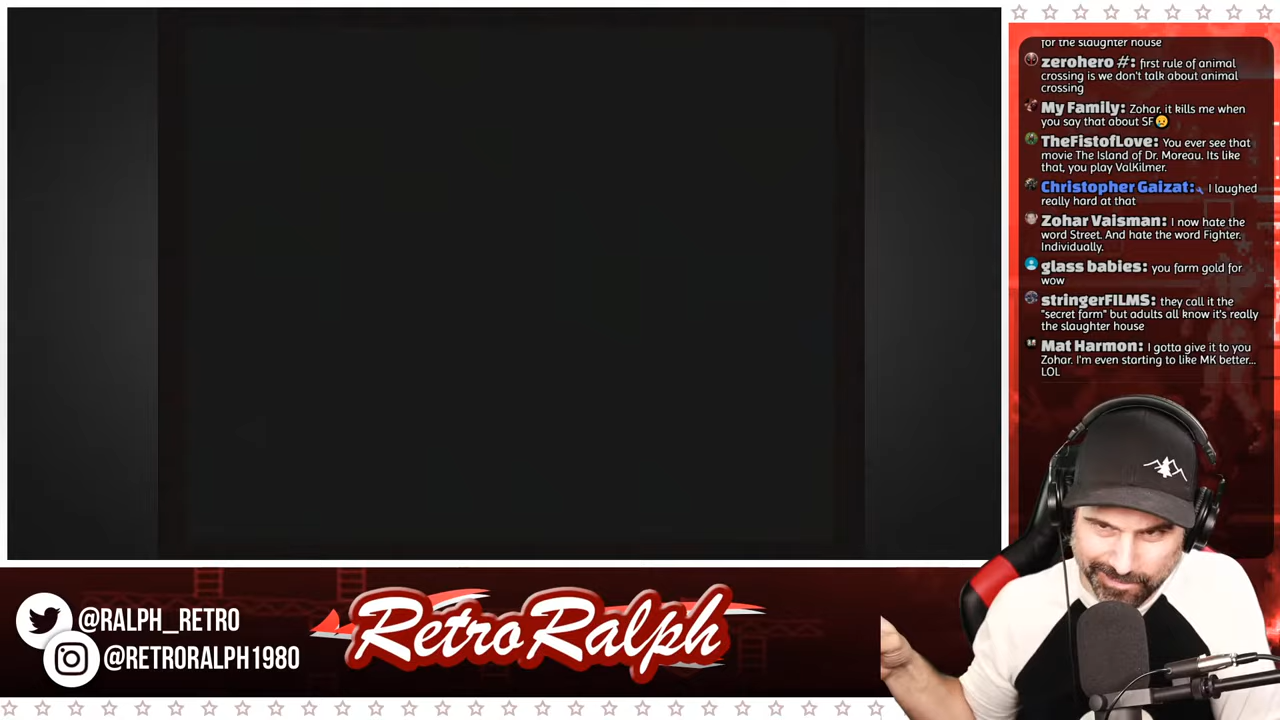 for the slaughter house
zerohero #: first rule of animal
crossing is we don't talk about animal
crossing
My Family: Zohar, it kills me when
you say that about SF😢
TheFistofLove: You ever see that
movie The Island of Dr. Moreau. Its like
that, you play ValKilmer.
Christopher Gaizat: I laughed
really hard at that
Zohar Vaisman: I now hate the
word Street. And hate the word Fighter.
Individually.
glass babies: you farm gold for
wow
stringerFILMS: they call it the
"secret farm" but adults all know it's really
the slaughter house
Mat Harmon: I gotta give it to you
Zohar. I'm even starting to like MK better...
LOL
@RALPH_RETRO
@RETRORALPH1980
RetroRalph